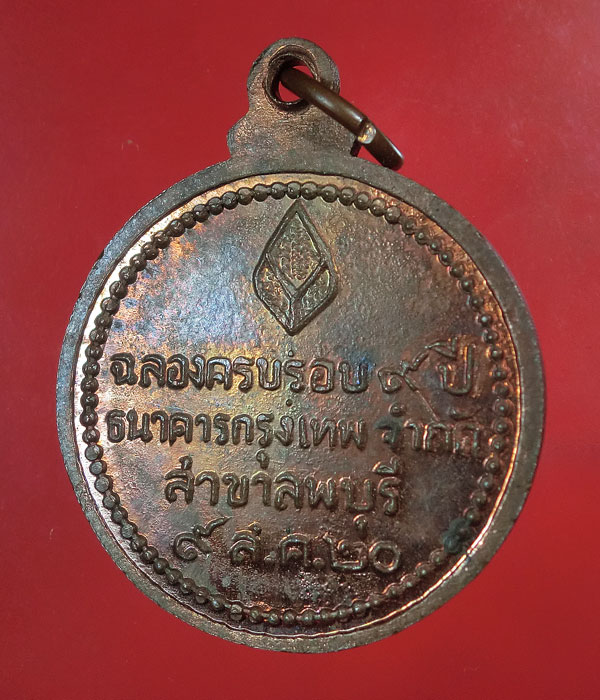 ฉลองครบรอบ ๙ ปี
ธนาคารกรุงเทพ จำกัด
สาขาลพบุรี
๙ ส.ค.๒๐